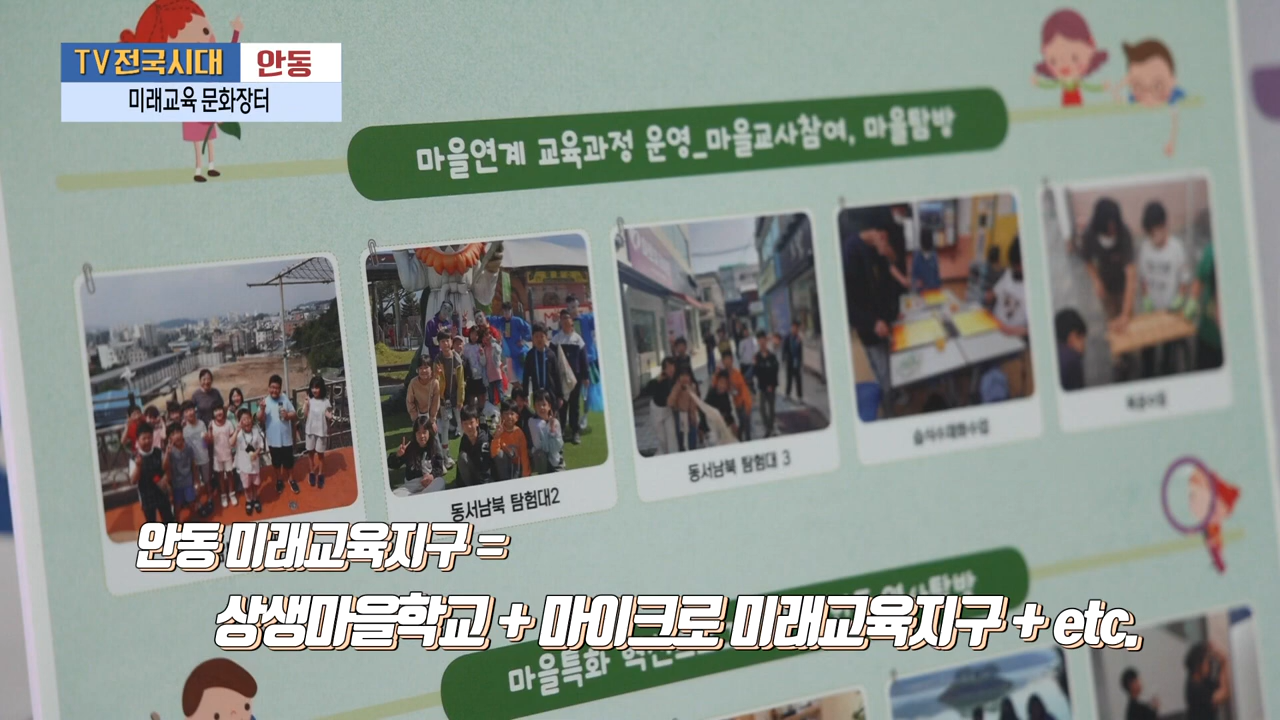 TV전국시대 안동
미래교육 문화장터
마을연계 교육과정 운영_마을교사참여, 마을탐방
동서남북 탐험대2
동서남북 탐험대 3
안동 미래교육지구 =
상생마을학교 + 마이크로 미래교육지구 + etc.
마을특화